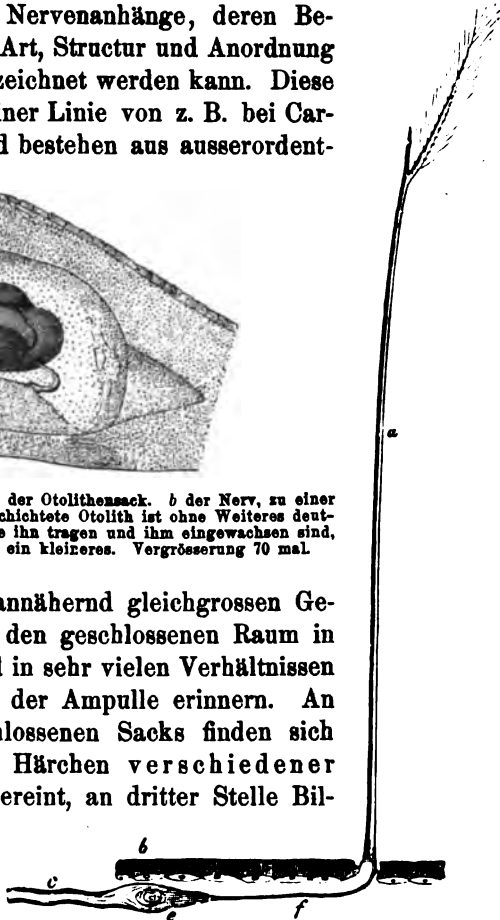 Nervenanhänge, deren Be-
Art, Structur und Anordnung
zeichnet werden kann. Diese
iner Linie von z. B. bei Car-
d bestehen aus ausserordent-
a
der Otolithensack. b der Nerv, zu einer
chichtete Otolith ist ohne Weiteres deut-
e ihn tragen und ihm eingewachsen sind,
ein kleineres. Vergrösserung 70 mal.
annähernd gleichgrossen Ge-
den geschlossenen Raum in
l in sehr vielen Verhältnissen
der Ampulle erinnern. An
hlossenen Sacks finden sich
Härchen verschiedener
ereint, an dritter Stelle Bil-
b
c
e
f